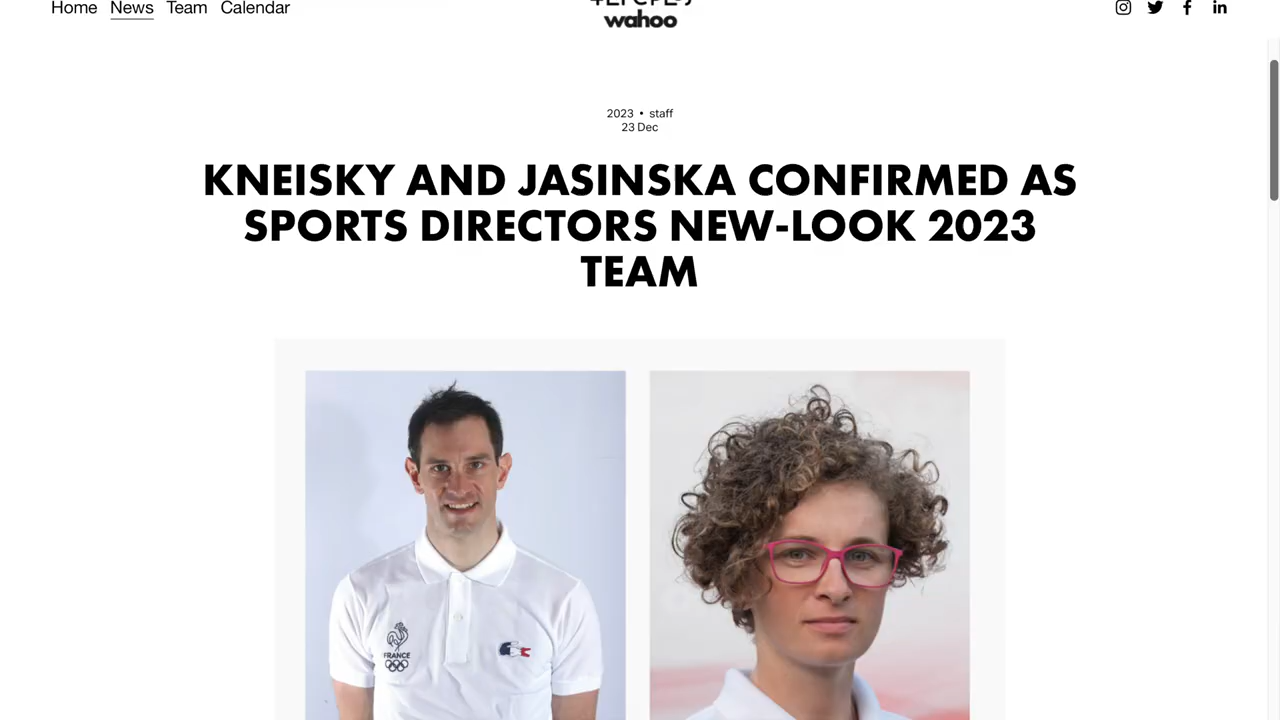 Home News Team Calendar
wahoo
2023 • staff
23 Dec
KNEISKY AND JASINSKA CONFIRMED AS
SPORTS DIRECTORS NEW-LOOK 2023
TEAM
FRANCE